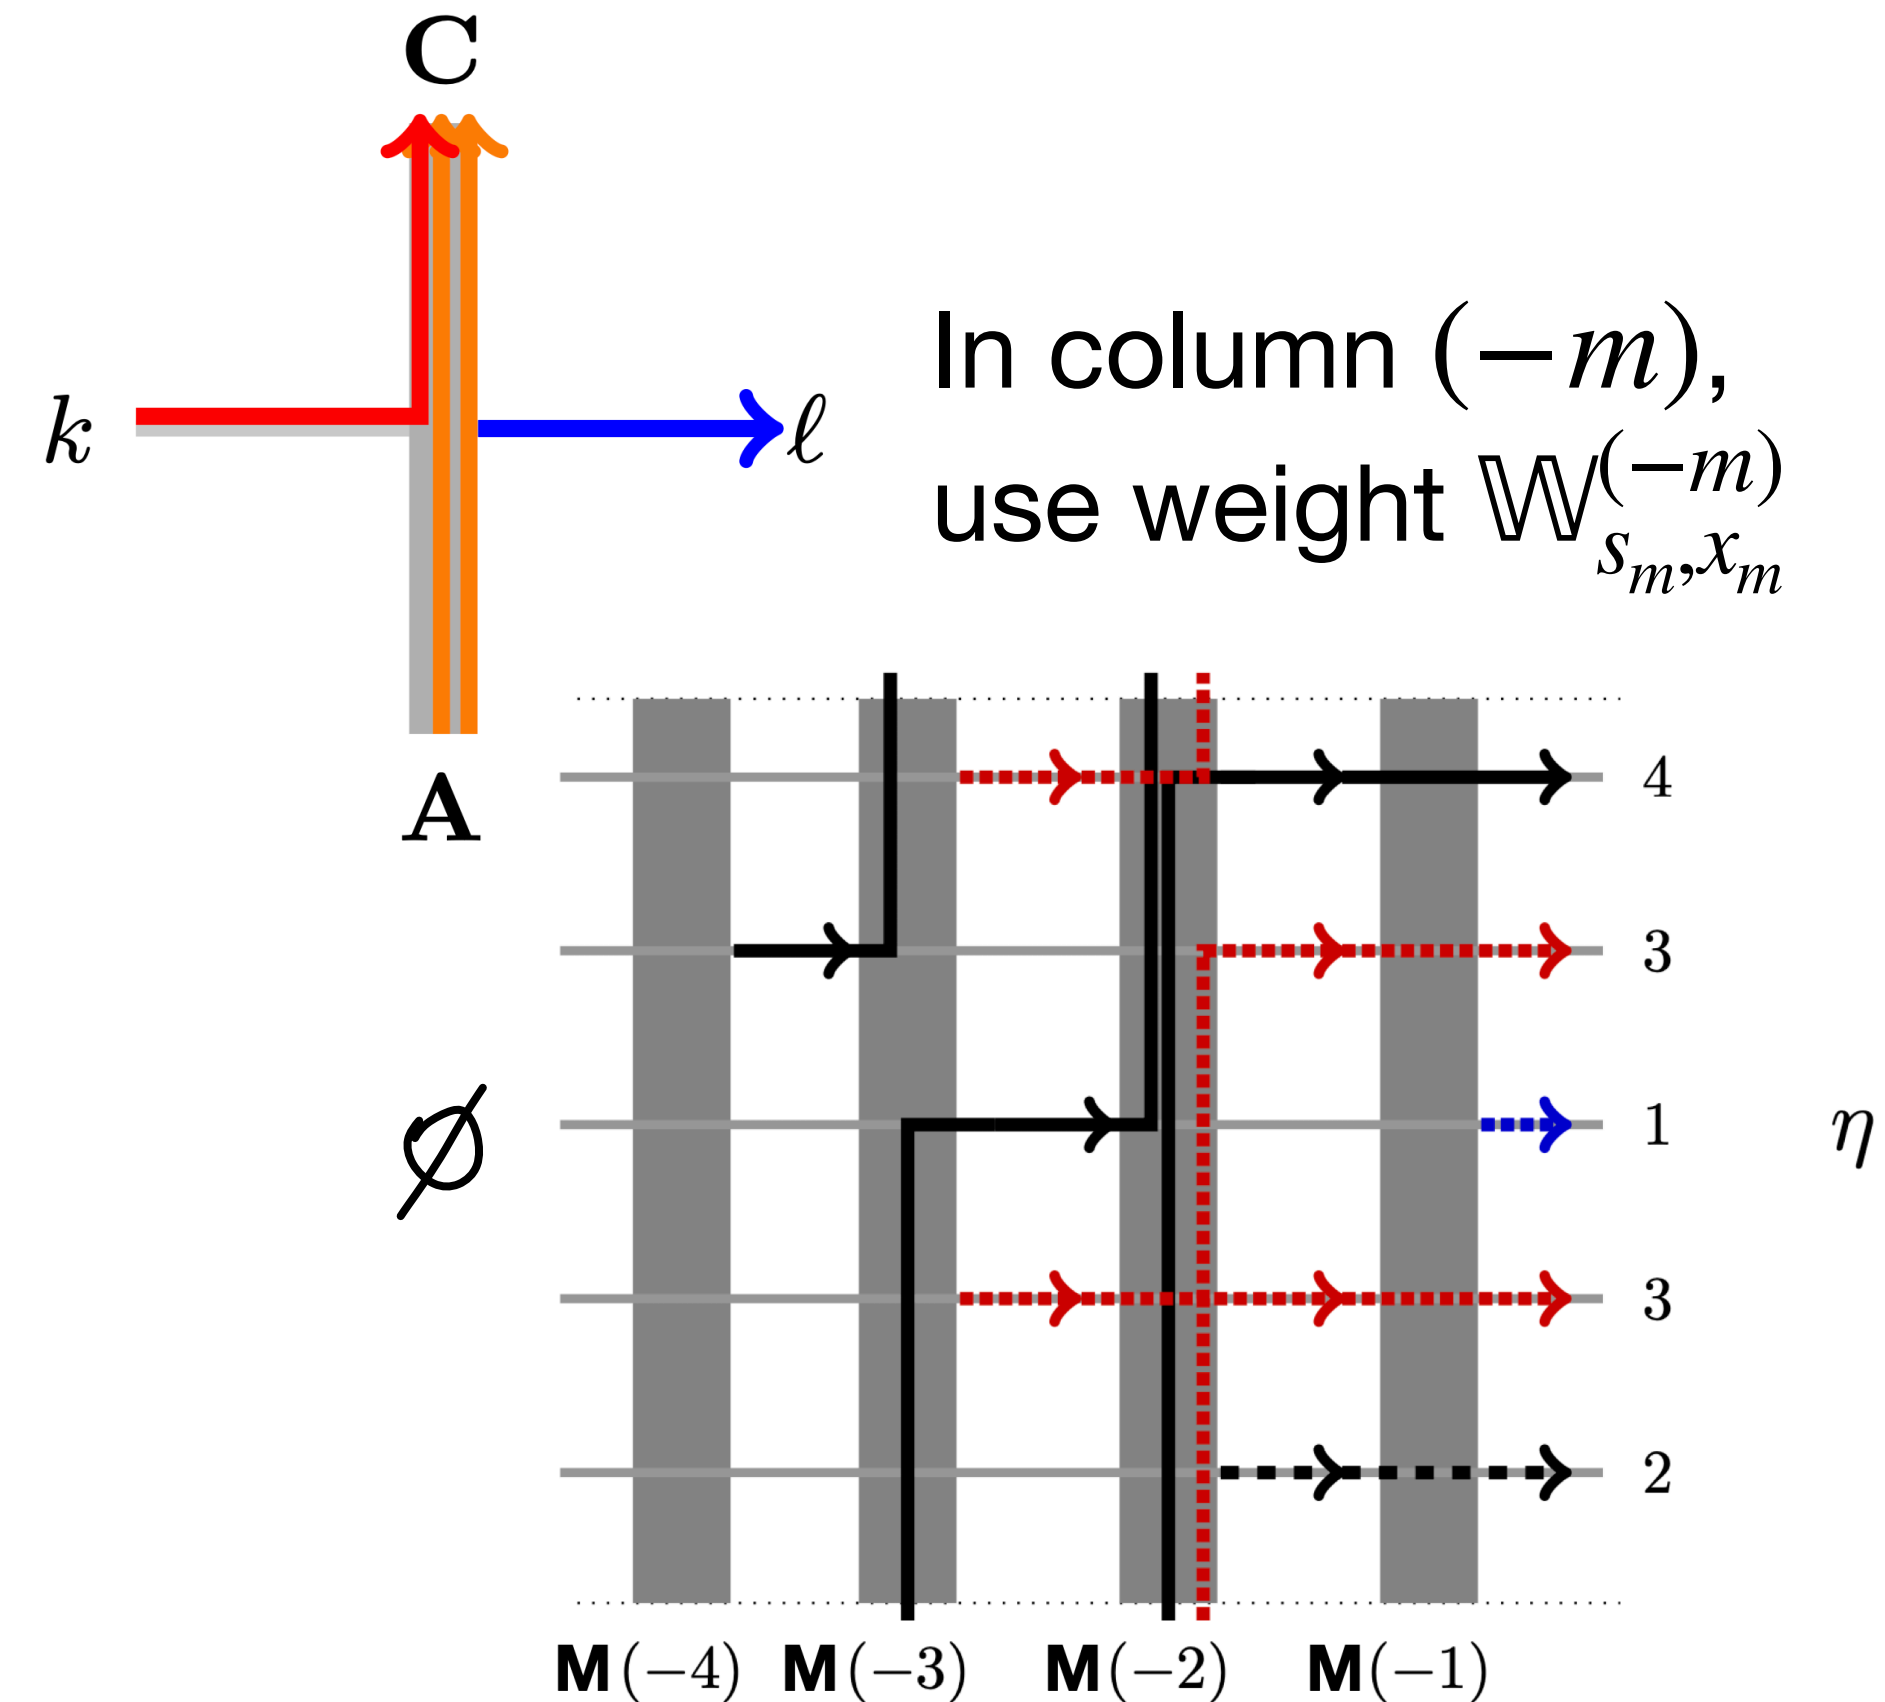 C
k
ℓ
A
In column (−m),
use weight 𝕎^{(−m)}_{s_m,x_m}
4
3
1
3
2
∅
η
M(−4) M(−3) M(−2) M(−1)